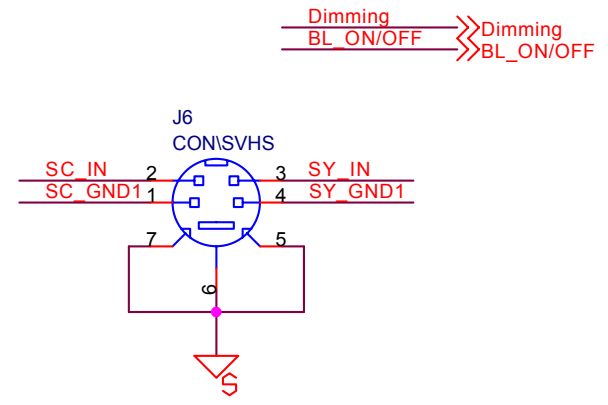 Dimming
Dimming
BL_ON/OFF
BL_ON/OFF
J6
CON\SVHS
SC_IN 2 3 SY_IN
SC_GND1 1 4 SY_GND1
7 5
6
S